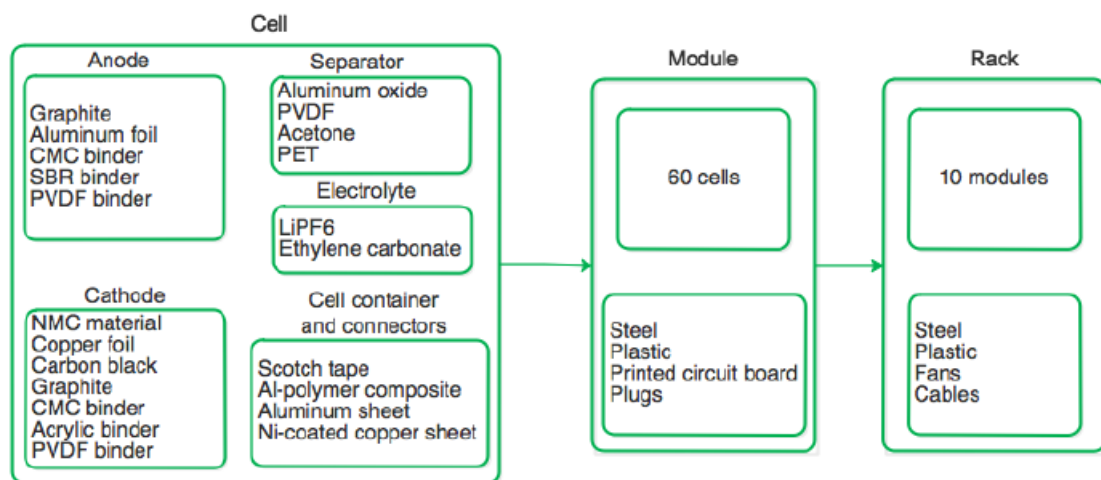 Cell
Anode
Graphite
Aluminum foil
CMC binder
SBR binder
PVDF binder
Separator
Aluminum oxide
PVDF
Acetone
PET
Electrolyte
LiPF6
Ethylene carbonate
Cathode
NMC material
Copper foil
Carbon black
Graphite
CMC binder
Acrylic binder
PVDF binder
Cell container
and connectors
Scotch tape
Al-polymer composite
Aluminum sheet
Ni-coated copper sheet
Module
60 cells
Steel
Plastic
Printed circuit board
Plugs
Rack
10 modules
Steel
Plastic
Fans
Cables